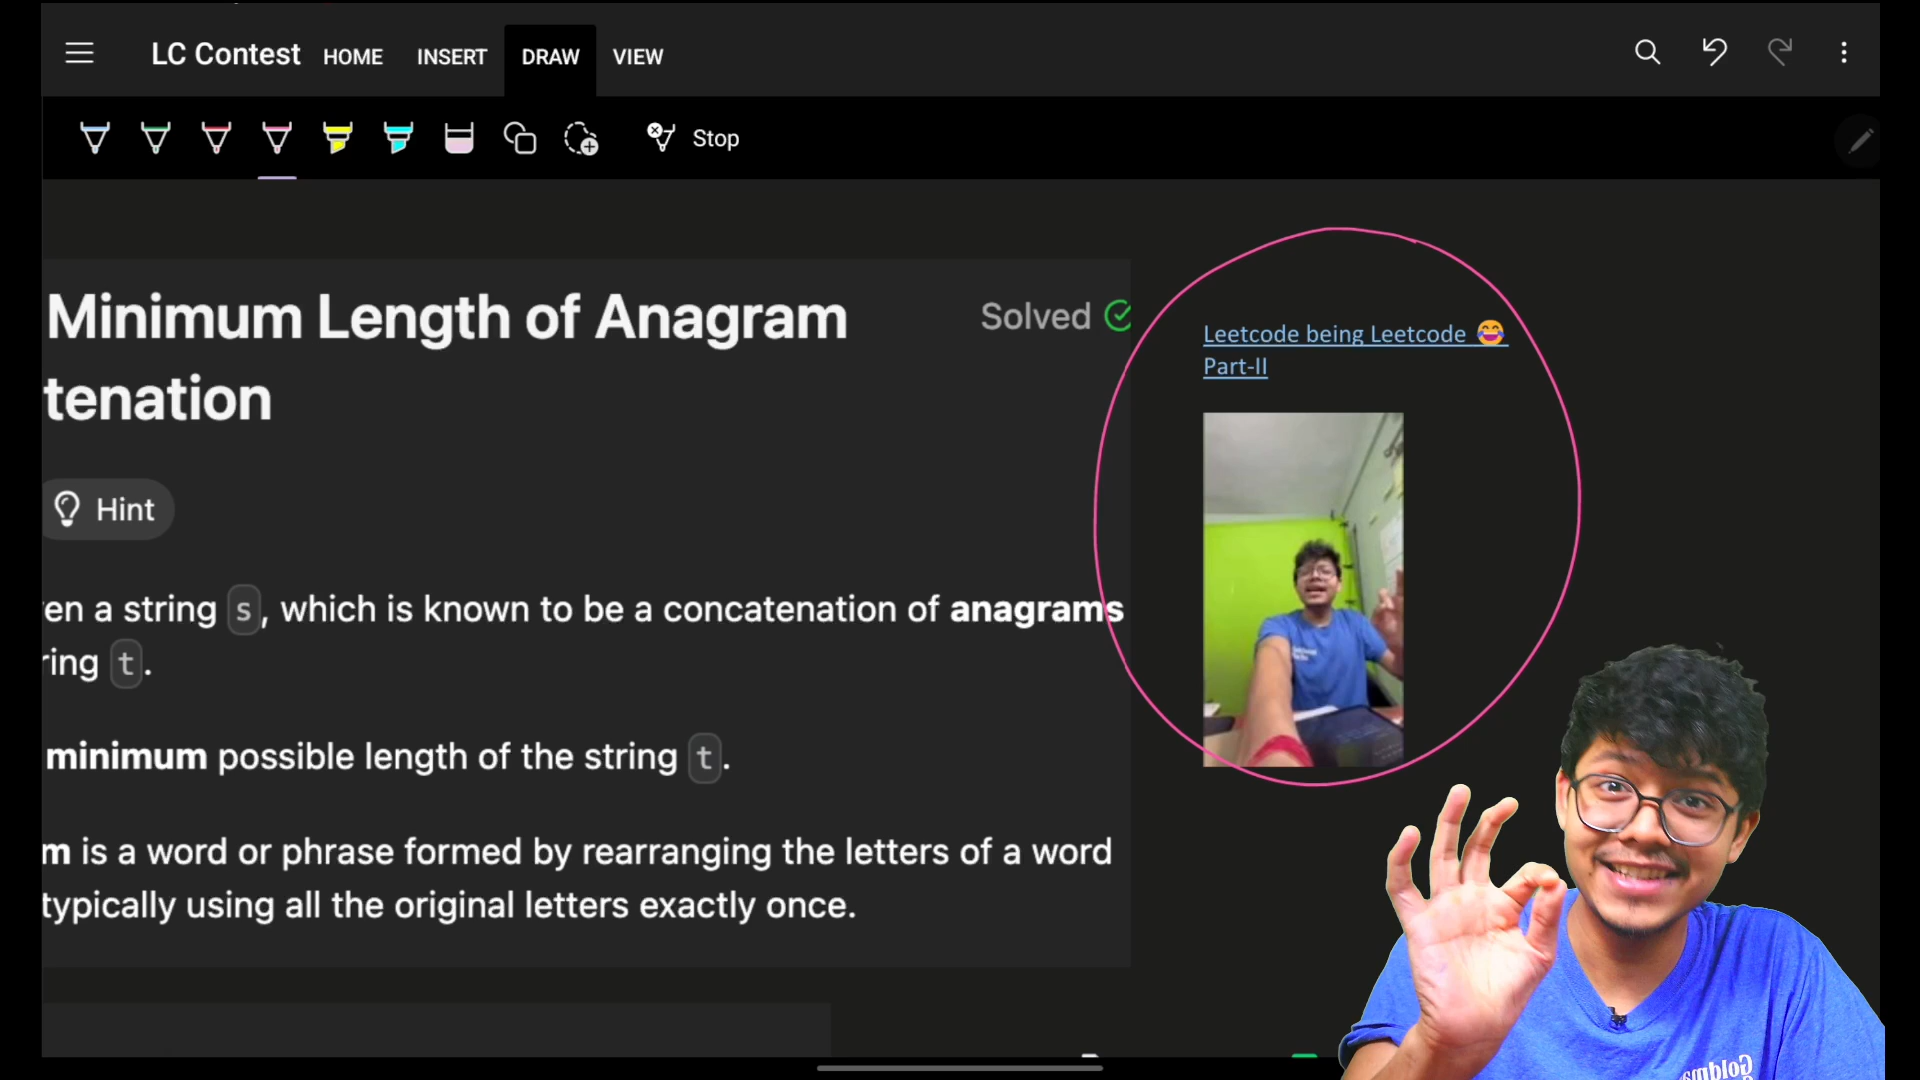 LC Contest HOME INSERT DRAW VIEW
Stop
Minimum Length of Anagram
Solved
tenation
Leetcode being Leetcode 😂
Part-II
Hint
en a string s, which is known to be a concatenation of anagrams
ring t.
minimum possible length of the string t.
m is a word or phrase formed by rearranging the letters of a word
typically using all the original letters exactly once.